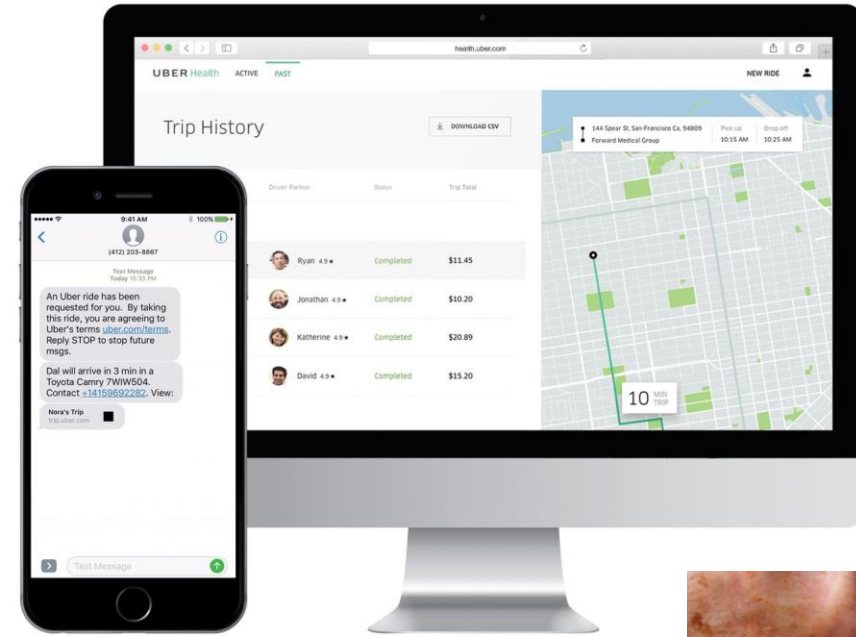 health.uber.com
UBER Health ACTIVE PAST NEW RIDE
Trip History
DOWNLOAD CSV
144 Spear St, San Francisco Ca, 94809
Forward Medical Group
Pick up
10:15 AM
Drop off
10:25 AM
Driver Partner Status Trip Total
Ryan 4.9★ Completed $11.45
Jonathan 4.9★ Completed $10.20
Katherine 4.9★ Completed $20.89
David 4.9★ Completed $15.20
10 MIN TRIP
9:41 AM 100%
(412) 203-8867
Text Message
Today 10:33 PM
An Uber ride has been
requested for you. By taking
this ride, you are agreeing to
Uber's terms uber.com/terms.
Reply STOP to stop future
msgs.
Dal will arrive in 3 min in a
Toyota Camry 7WIW504.
Contact +14159692282. View:
Nora's Trip
trip.uber.com
Text Message